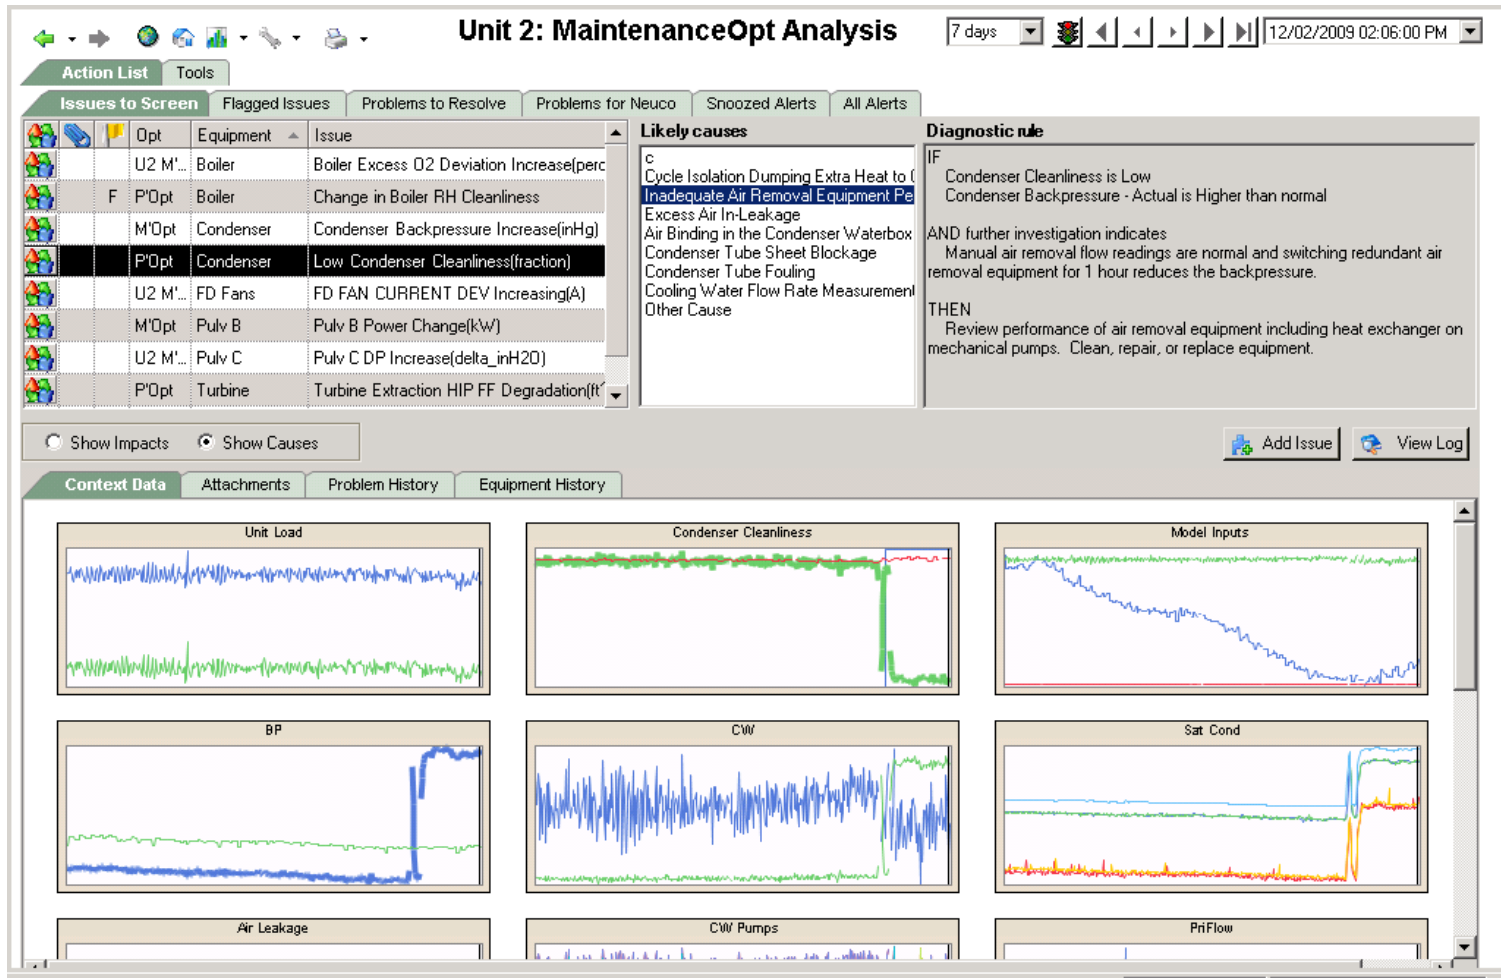 Unit 2: MaintenanceOpt Analysis
7 days
12/02/2009 02:06:00 PM
Action List Tools
Issues to Screen Flagged Issues Problems to Resolve Problems for Neuco Snoozed Alerts All Alerts
Opt Equipment Issue
U2 M'... Boiler Boiler Excess O2 Deviation Increase(perc
F P'Opt Boiler Change in Boiler RH Cleanliness
M'Opt Condenser Condenser Backpressure Increase(inHg)
P'Opt Condenser Low Condenser Cleanliness(fraction)
U2 M'... FD Fans FD FAN CURRENT DEV Increasing(A)
M'Opt Pulv B Pulv B Power Change(kW)
U2 M'... Pulv C Pulv C DP Increase(delta_inH2O)
P'Opt Turbine Turbine Extraction HIP FF Degradation(ft^
Likely causes
c
Cycle Isolation Dumping Extra Heat to (
Inadequate Air Removal Equipment Pe
Excess Air In-Leakage
Air Binding in the Condenser Waterbox
Condenser Tube Sheet Blockage
Condenser Tube Fouling
Cooling Water Flow Rate Measurement
Other Cause
Diagnostic rule
IF
Condenser Cleanliness is Low
Condenser Backpressure - Actual is Higher than normal
AND further investigation indicates
Manual air removal flow readings are normal and switching redundant air
removal equipment for 1 hour reduces the backpressure.
THEN
Review performance of air removal equipment including heat exchanger on
mechanical pumps. Clean, repair, or replace equipment.
Show Impacts Show Causes
Add Issue View Log
Context Data Attachments Problem History Equipment History
Unit Load Condenser Cleanliness Model Inputs
BP CW Sat Cond
Air Leakage CW Pumps PriFlow